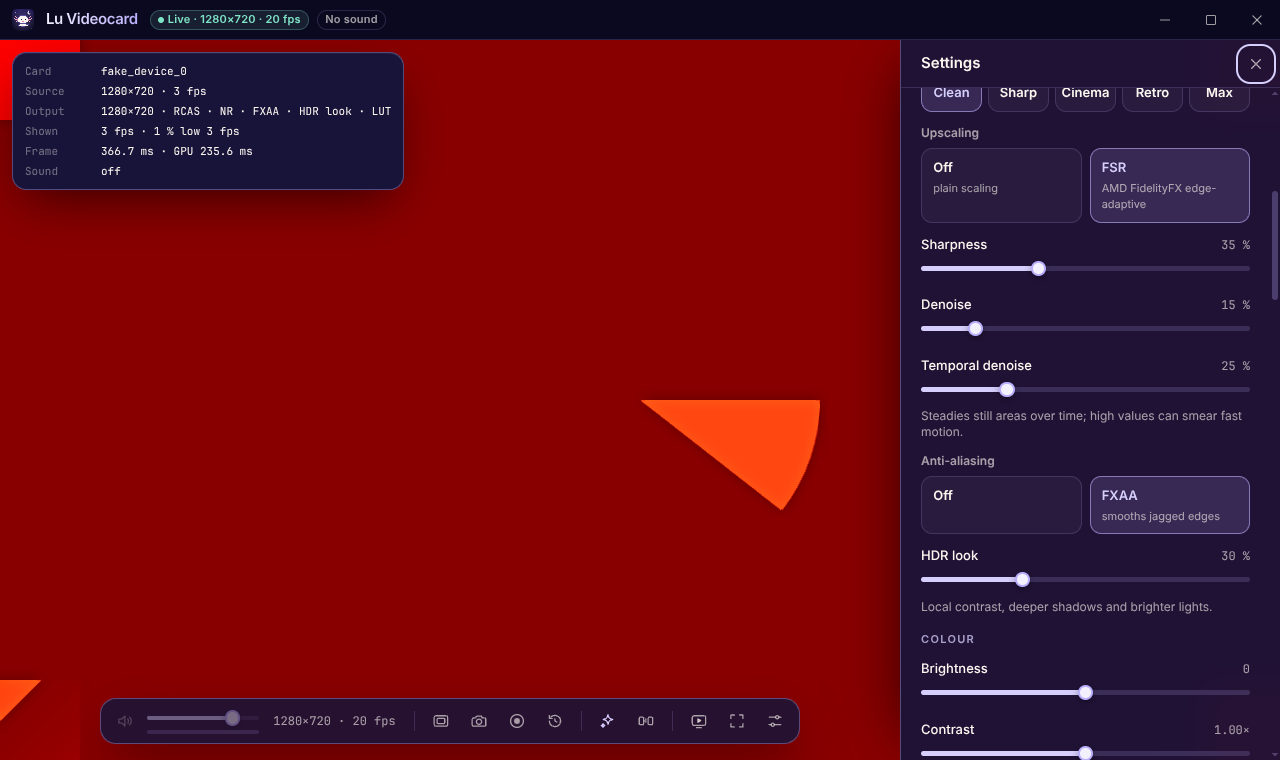 Lu Videocard
Live · 1280×720 · 20 fps
No sound
Card fake_device_0
Source 1280×720 · 3 fps
Output 1280×720 · RCAS · NR · FXAA · HDR look · LUT
Shown 3 fps · 1 % low 3 fps
Frame 366.7 ms · GPU 235.6 ms
Sound off
1280×720 · 20 fps
Settings
Clean Sharp Cinema Retro Max
Upscaling
Off
plain scaling
FSR
AMD FidelityFX edge-
adaptive
Sharpness 35 %
Denoise 15 %
Temporal denoise 25 %
Steadies still areas over time; high values can smear fast
motion.
Anti-aliasing
Off
FXAA
smooths jagged edges
HDR look 30 %
Local contrast, deeper shadows and brighter lights.
COLOUR
Brightness 0
Contrast 1.00×